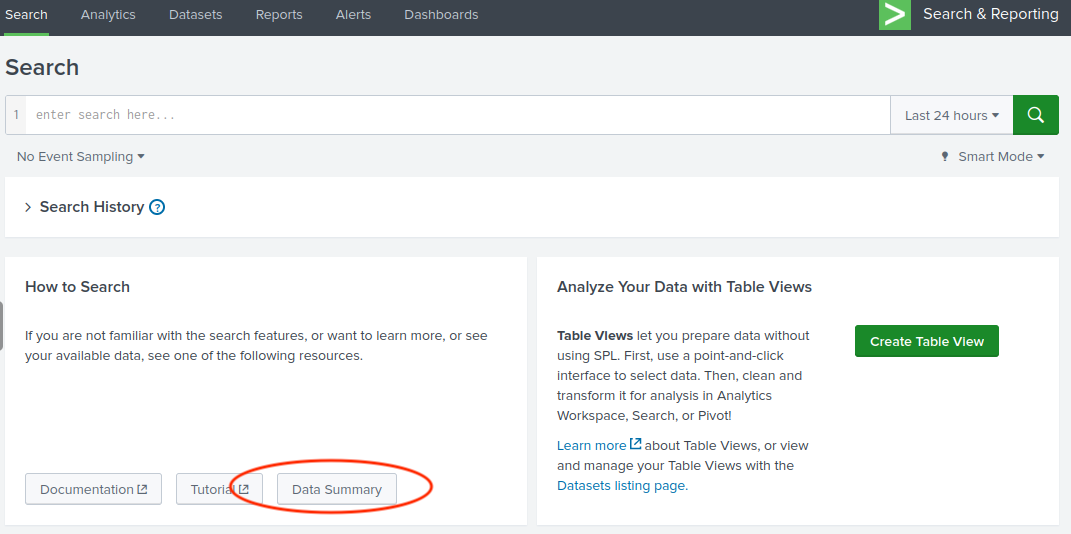 Search Analytics Datasets Reports Alerts Dashboards Search & Reporting
Search
1 enter search here... Last 24 hours
No Event Sampling Smart Mode
Search History ?
How to Search
If you are not familiar with the search features, or want to learn more, or see
your available data, see one of the following resources.
Documentation Tutorial Data Summary
Analyze Your Data with Table Views
Table Views let you prepare data without
using SPL. First, use a point-and-click
interface to select data. Then, clean and
transform it for analysis in Analytics
Workspace, Search, or Pivot!
Learn more about Table Views, or view
and manage your Table Views with the
Datasets listing page.
Create Table View